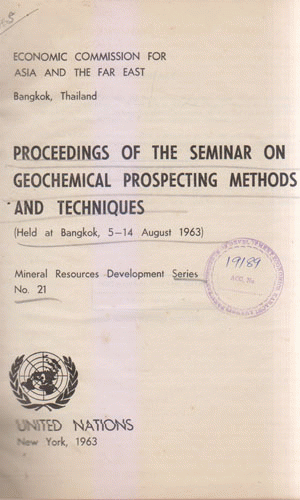 ECONOMIC COMMISSION FOR
ASIA AND THE FAR EAST
Bangkok, Thailand
PROCEEDINGS OF THE SEMINAR ON
GEOCHEMICAL PROSPECTING METHODS
AND TECHNIQUES
(Held at Bangkok, 5–14 August 1963)
Mineral Resources Development Series
No. 21
19189
UNITED NATIONS
New York, 1963